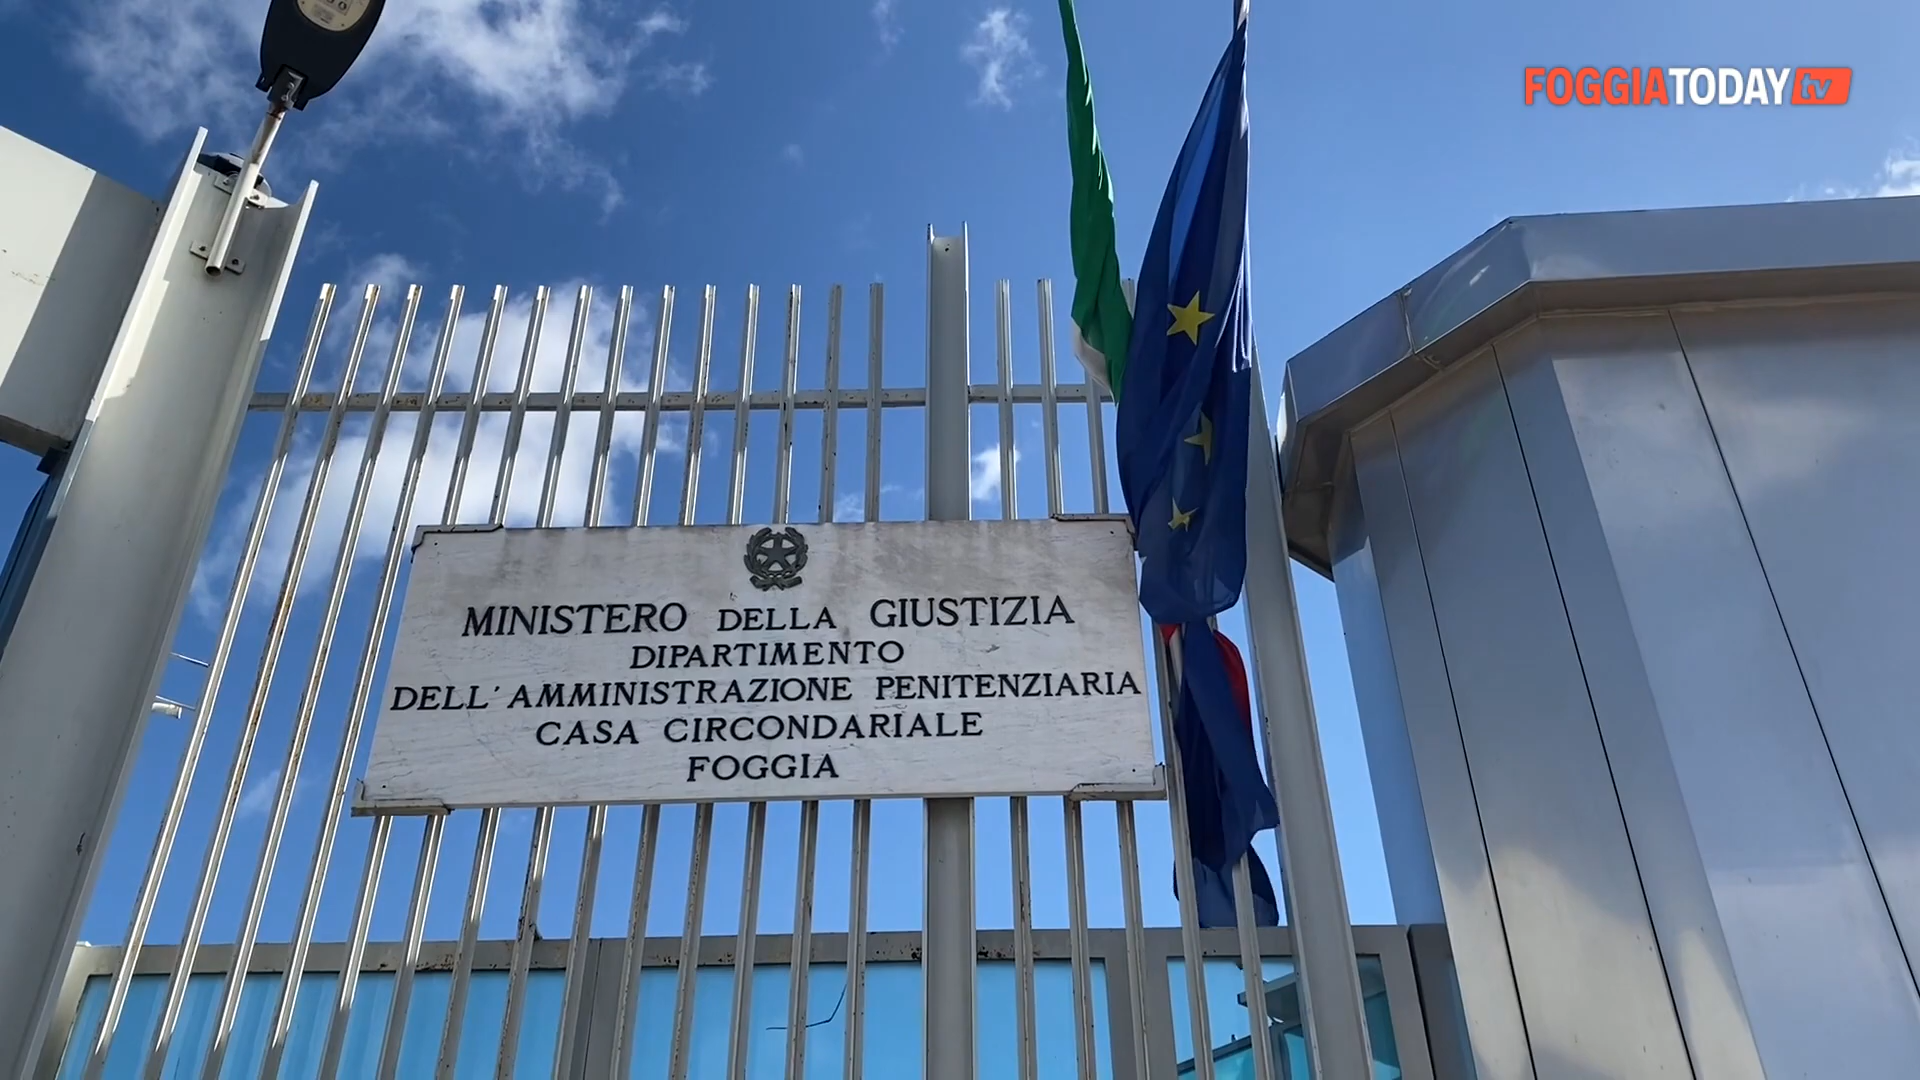 FOGGIATODAY tv
MINISTERO DELLA GIUSTIZIA
DIPARTIMENTO
DELL'AMMINISTRAZIONE PENITENZIARIA
CASA CIRCONDARIALE
FOGGIA